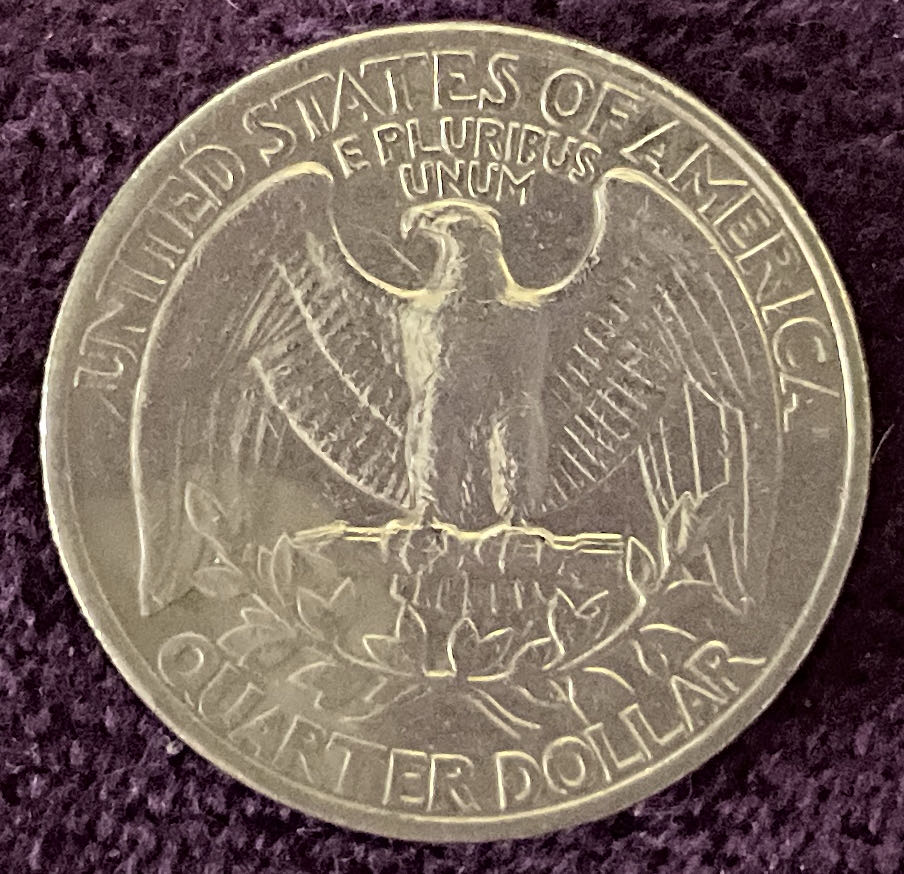 UNITED STATES OF AMERICA
E PLURIBUS
UNUM
QUARTER DOLLAR